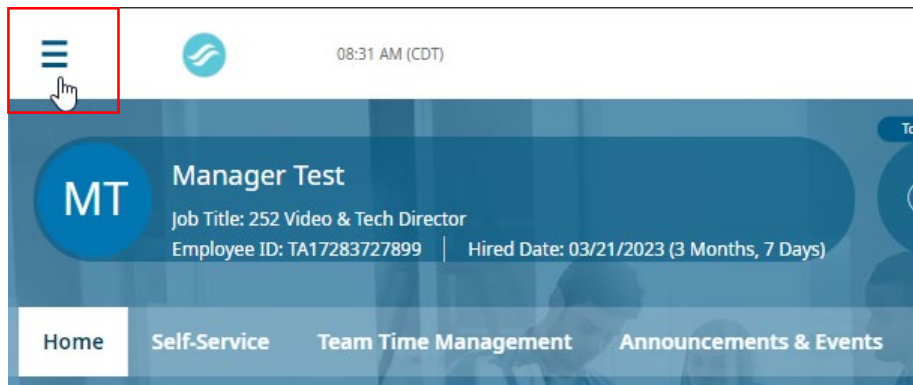 08:31 AM (CDT)
MT
Manager Test
Job Title: 252 Video & Tech Director
Employee ID: TA17283727899 | Hired Date: 03/21/2023 (3 Months, 7 Days)
Home Self-Service Team Time Management Announcements & Events